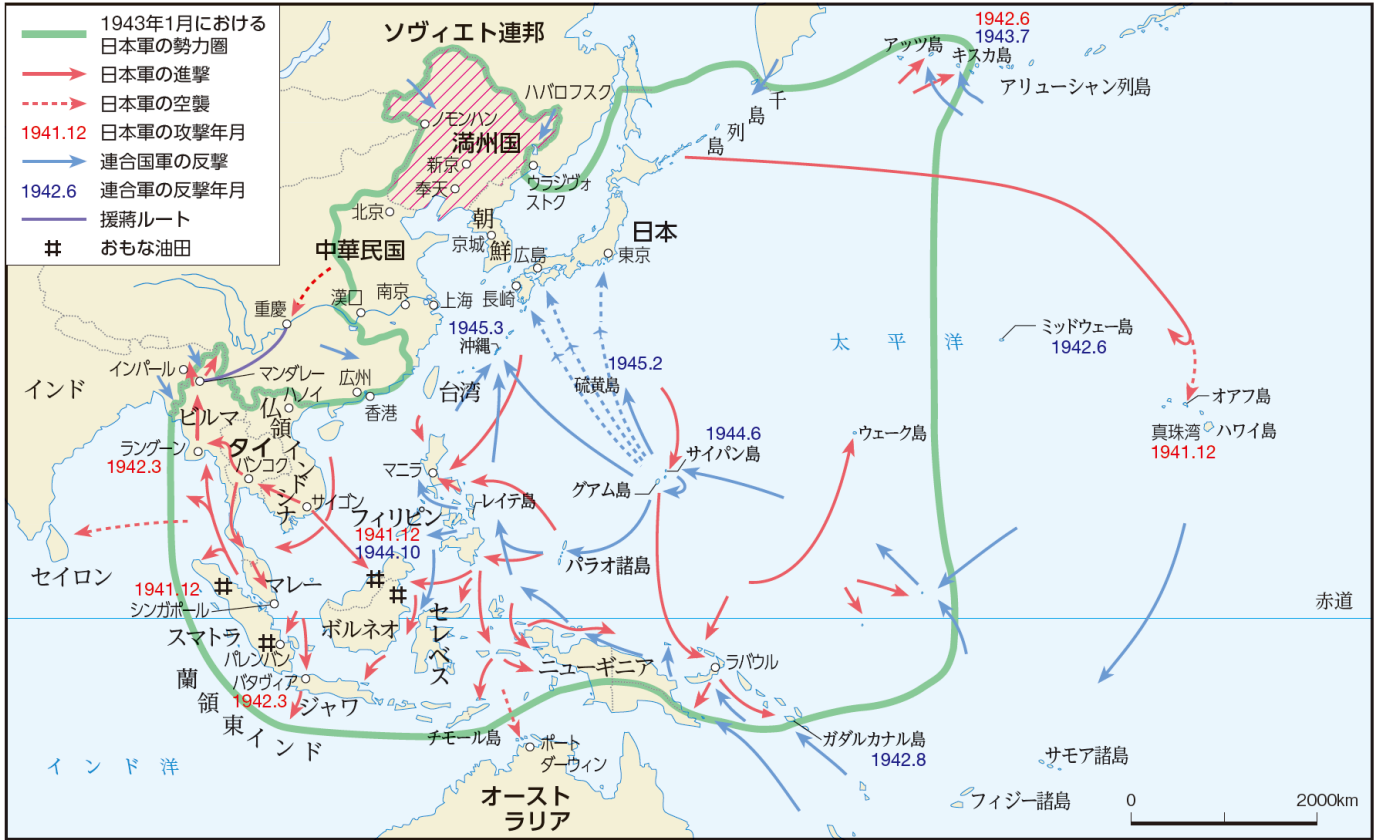 1943年1月における
日本軍の勢力圏
日本軍の進撃
日本軍の空襲
1941.12 日本軍の攻撃年月
連合国軍の反撃
1942.6 連合軍の反撃年月
援蔣ルート
おもな油田
ソヴィエト連邦
ハバロフスク
ノモンハン
満州国
新京
奉天
ウラジヴォ
ストク
北京
朝鮮
京城
日本
東京
広島
長崎
中華民国
重慶
漢口
南京
上海
1945.3
沖縄
台湾
広州
香港
1945.2
硫黄島
千島列島
1942.6
1943.7
アッツ島
キスカ島
アリューシャン列島
太平洋
ミッドウェー島
1942.6
オアフ島
真珠湾
ハワイ島
1941.12
インド
インパール
マンダレー
ビルマ
ハノイ
仏領インドシナ
ラングーン
1942.3
タイ
バンコク
サイゴン
マニラ
レイテ島
フィリピン
1941.12
1944.10
1944.6
サイパン島
グアム島
ウェーク島
パラオ諸島
セイロン
1941.12
マレー
シンガポール
スマトラ
パレンバン
ボルネオ
セレベス
バタヴィア
1942.3
ジャワ
蘭領東インド
ニューギニア
ラバウル
赤道
チモール島
ポート
ダーウィン
ガダルカナル島
1942.8
サモア諸島
フィジー諸島
インド洋
オースト
ラリア
0 2000km